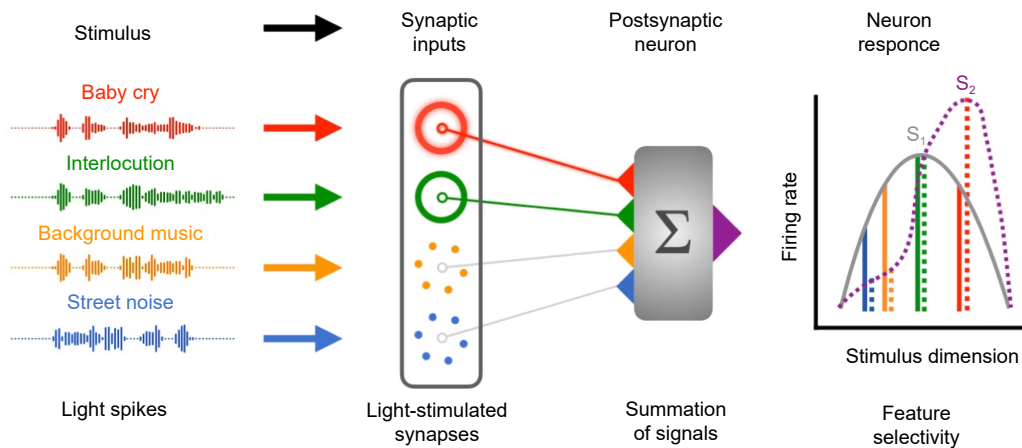 Stimulus
Synaptic
inputs
Postsynaptic
neuron
Neuron
responce
Baby cry
Interlocution
Background music
Street noise
Σ
S2
S1
Firing rate
Stimulus dimension
Light spikes
Light-stimulated
synapses
Summation
of signals
Feature
selectivity